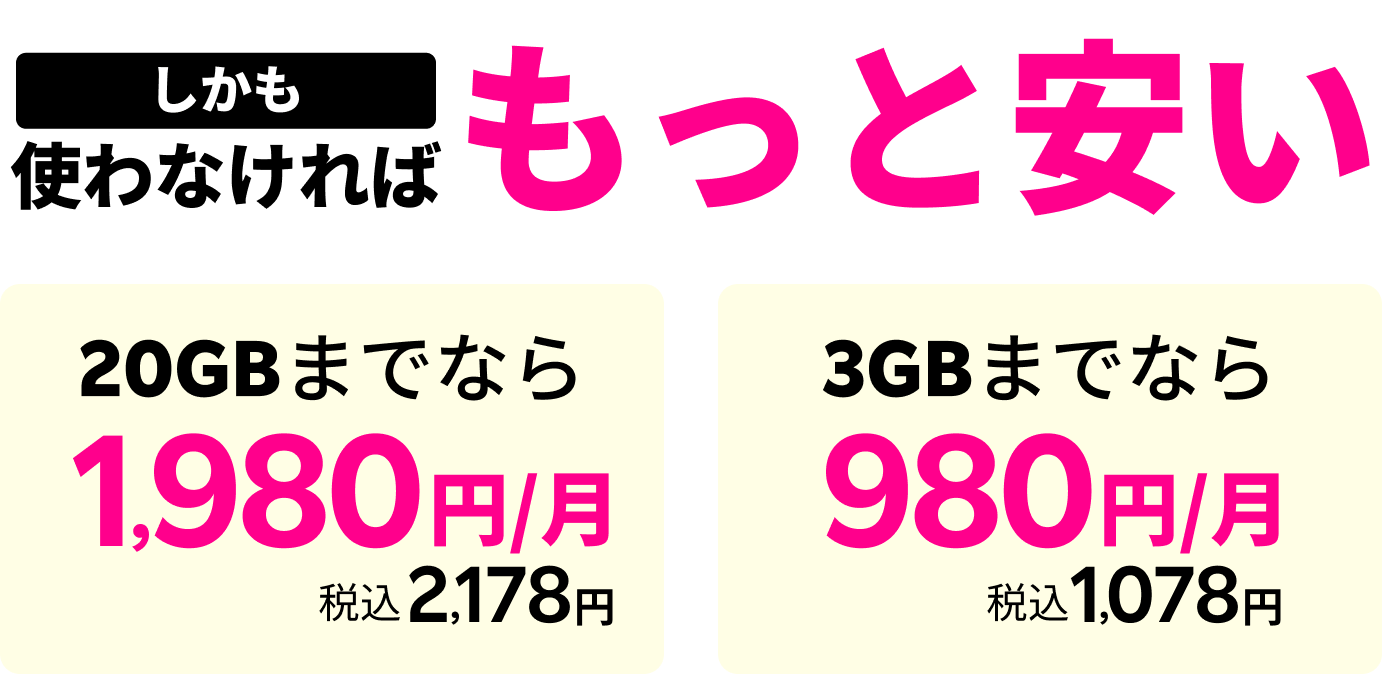 しかも
使わなければ
もっと安い
20GBまでなら
1,980円/月
税込2,178円
3GBまでなら
980円/月
税込1,078円